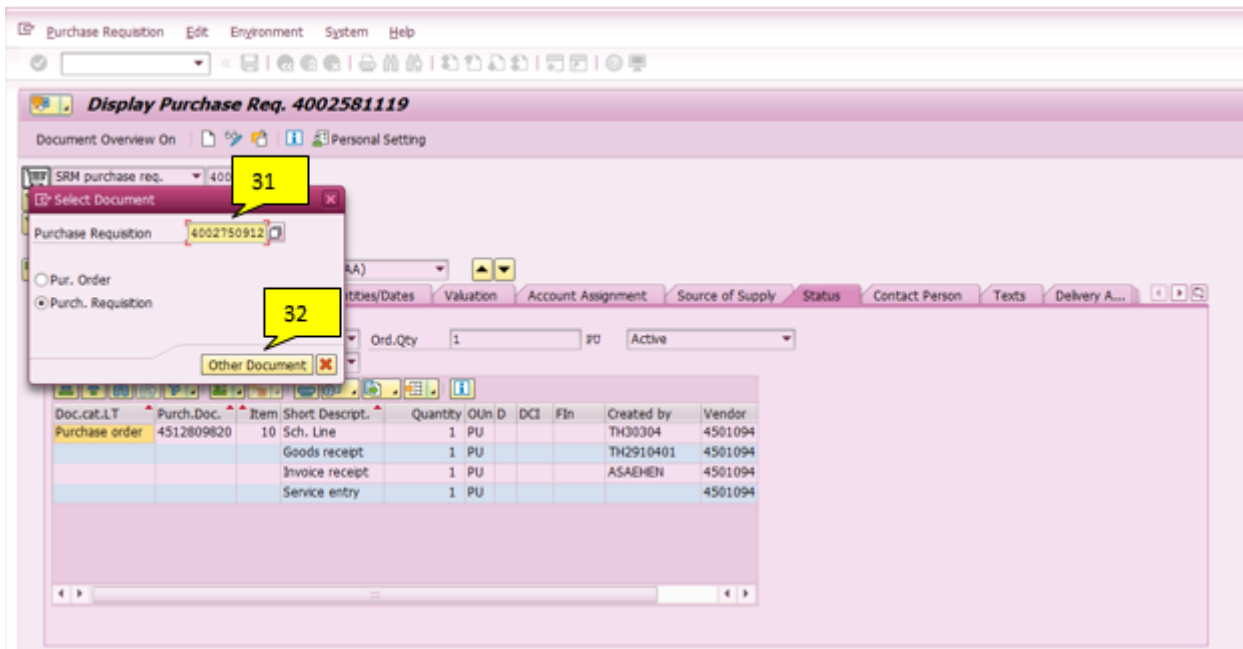 Purchase Requisition Edit Environment System Help
Display Purchase Req. 4002581119
Document Overview On Personal Setting
SRM purchase req. 400
31
Select Document
Purchase Requisition 4002750912
Pur. Order
Purch. Requisition
32
Other Document
AA)
tities/Dates Valuation Account Assignment Source of Supply Status Contact Person Texts Delivery A...
Ord.Qty 1 PU Active
Doc.cat.LT Purch.Doc. Item Short Descript. Quantity OUn D DCI FIn Created by Vendor
Purchase order 4512809820 10 Sch. Line 1 PU TH30304 4501094
Goods receipt 1 PU TH2910401 4501094
Invoice receipt 1 PU ASAEHEN 4501094
Service entry 1 PU 4501094